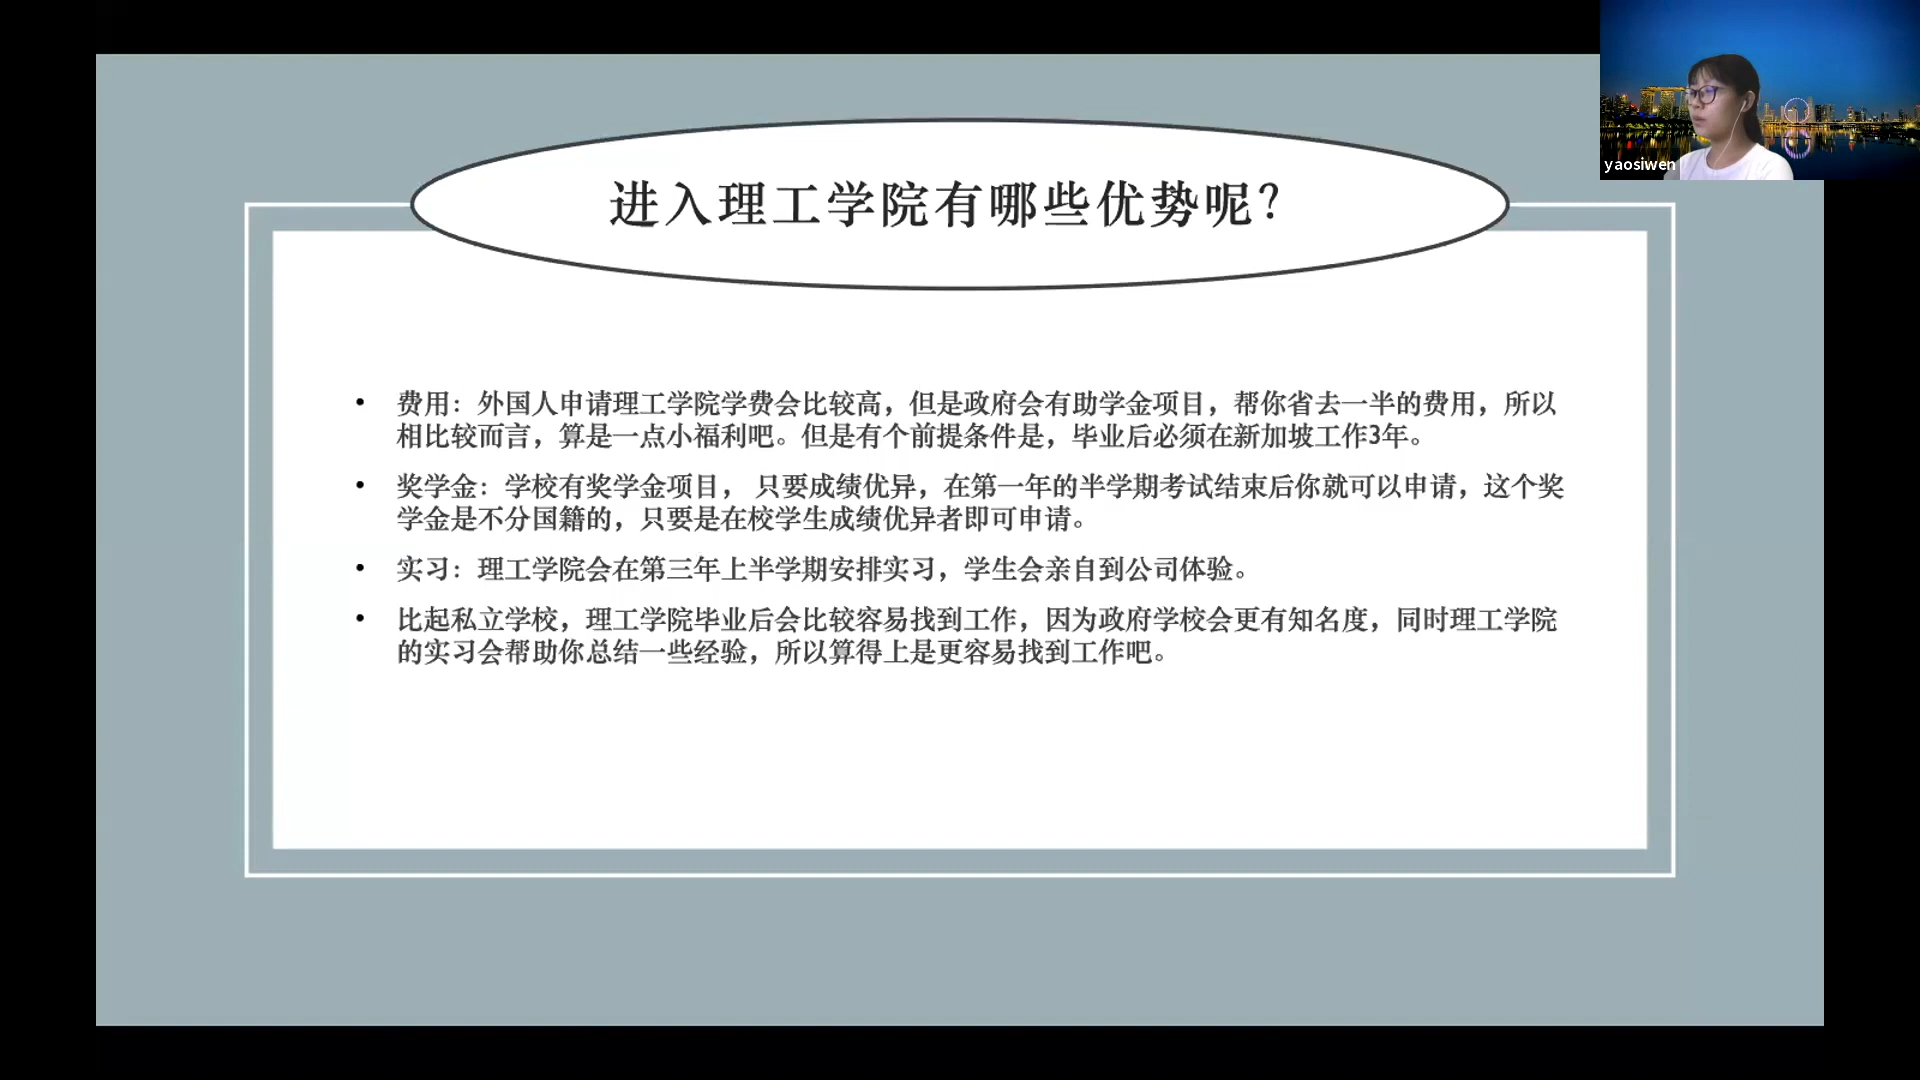 进入理工学院有哪些优势呢？
yaosiwen
• 费用：外国人申请理工学院学费会比较高，但是政府会有助学金项目，帮你省去一半的费用，所以
相比较而言，算是一点小福利吧。但是有个前提条件是，毕业后必须在新加坡工作3年。
• 奖学金：学校有奖学金项目， 只要成绩优异，在第一年的半学期考试结束后你就可以申请，这个奖
学金是不分国籍的，只要是在校学生成绩优异者即可申请。
• 实习：理工学院会在第三年上半学期安排实习，学生会亲自到公司体验。
• 比起私立学校，理工学院毕业后会比较容易找到工作，因为政府学校会更有知名度，同时理工学院
的实习会帮助你总结一些经验，所以算得上是更容易找到工作吧。